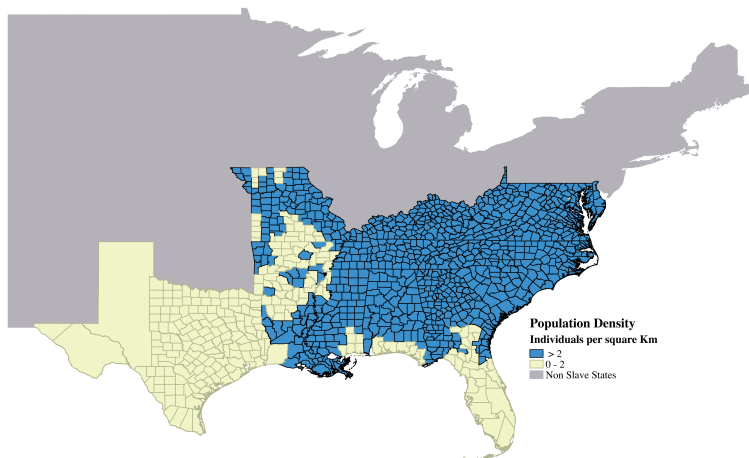 Population Density
Individuals per square Km
> 2
0 - 2
Non Slave States